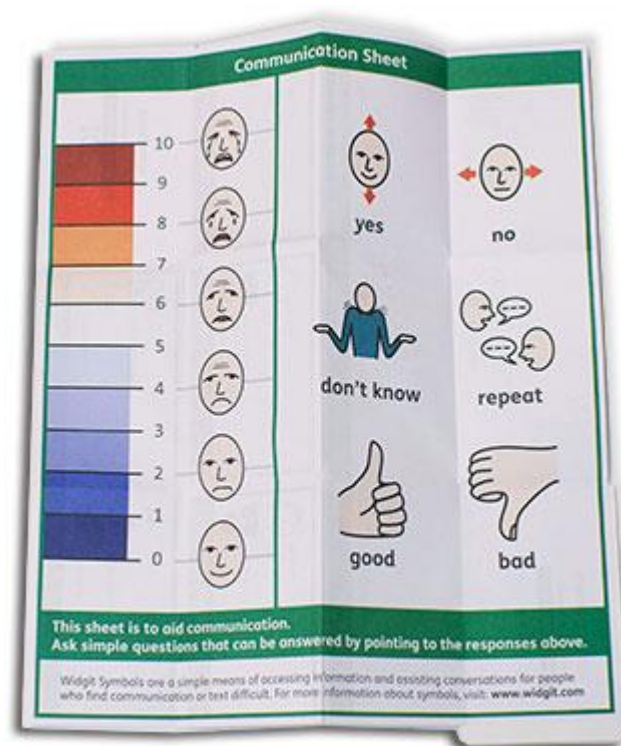 Communication Sheet
10
9
8
7
6
5
4
3
2
1
0
yes
no
don't know
repeat
good
bad
This sheet is to aid communication.
Ask simple questions that can be answered by pointing to the responses above.
Widgit Symbols are a simple means of accessing information and assisting conversations for people
who find communication or text difficult. For more information about symbols, visit: www.widgit.com